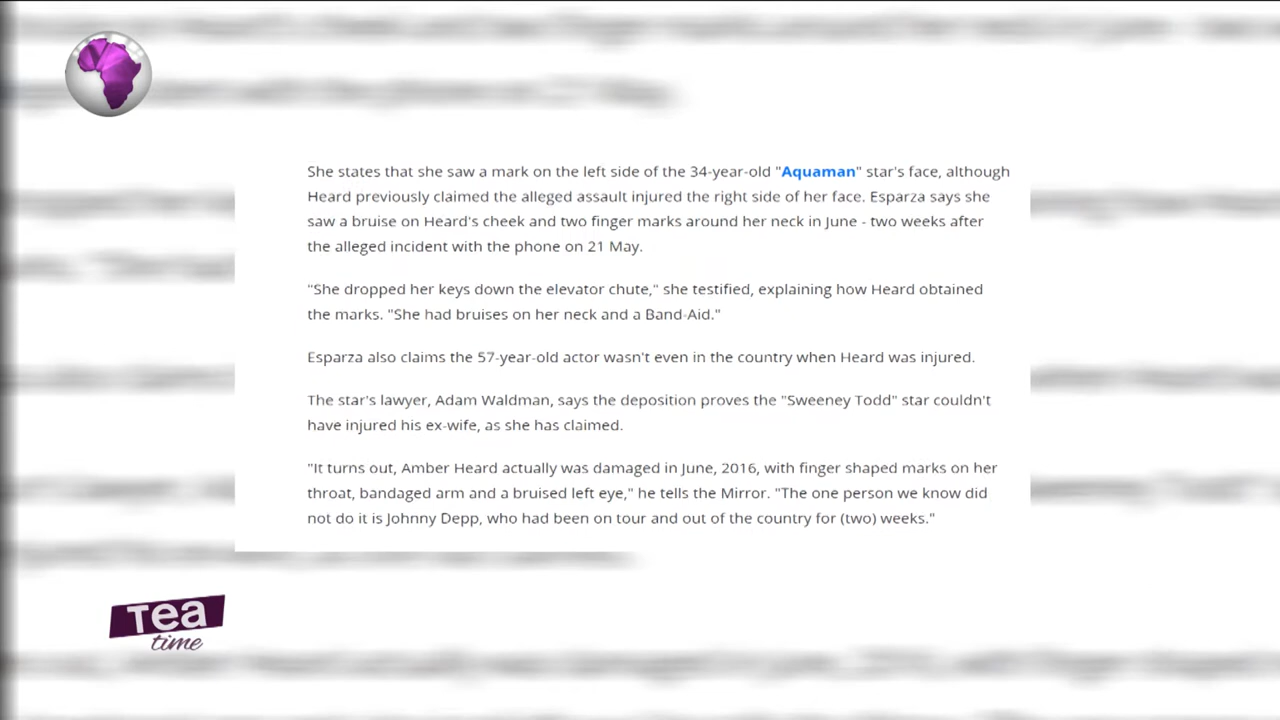 She states that she saw a mark on the left side of the 34-year-old "Aquaman" star's face, although
Heard previously claimed the alleged assault injured the right side of her face. Esparza says she
saw a bruise on Heard's cheek and two finger marks around her neck in June - two weeks after
the alleged incident with the phone on 21 May.
"She dropped her keys down the elevator chute," she testified, explaining how Heard obtained
the marks. "She had bruises on her neck and a Band-Aid."
Esparza also claims the 57-year-old actor wasn't even in the country when Heard was injured.
The star's lawyer, Adam Waldman, says the deposition proves the "Sweeney Todd" star couldn't
have injured his ex-wife, as she has claimed.
"It turns out, Amber Heard actually was damaged in June, 2016, with finger shaped marks on her
throat, bandaged arm and a bruised left eye," he tells the Mirror. "The one person we know did
not do it is Johnny Depp, who had been on tour and out of the country for (two) weeks."
Tea
time